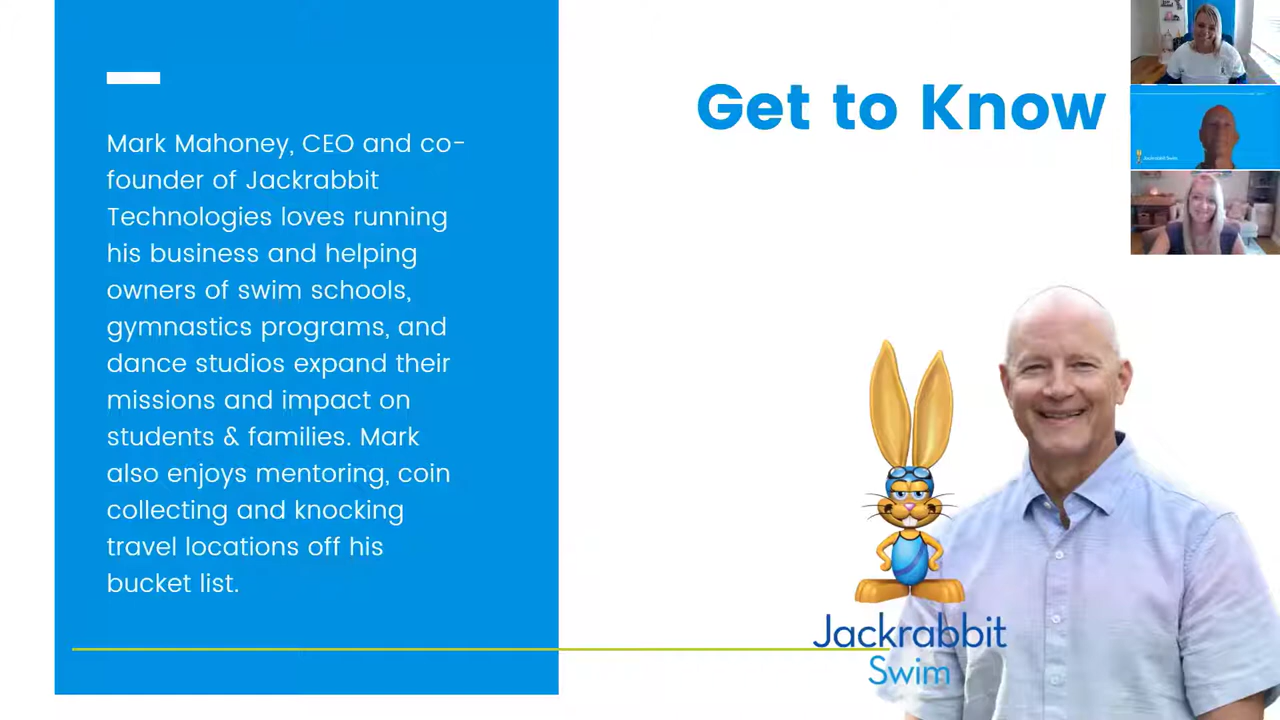 Get to Know
Mark Mahoney, CEO and co-
founder of Jackrabbit
Technologies loves running
his business and helping
owners of swim schools,
gymnastics programs, and
dance studios expand their
missions and impact on
students & families. Mark
also enjoys mentoring, coin
collecting and knocking
travel locations off his
bucket list.
Jackrabbit
Swim
Jackrabbit Swim